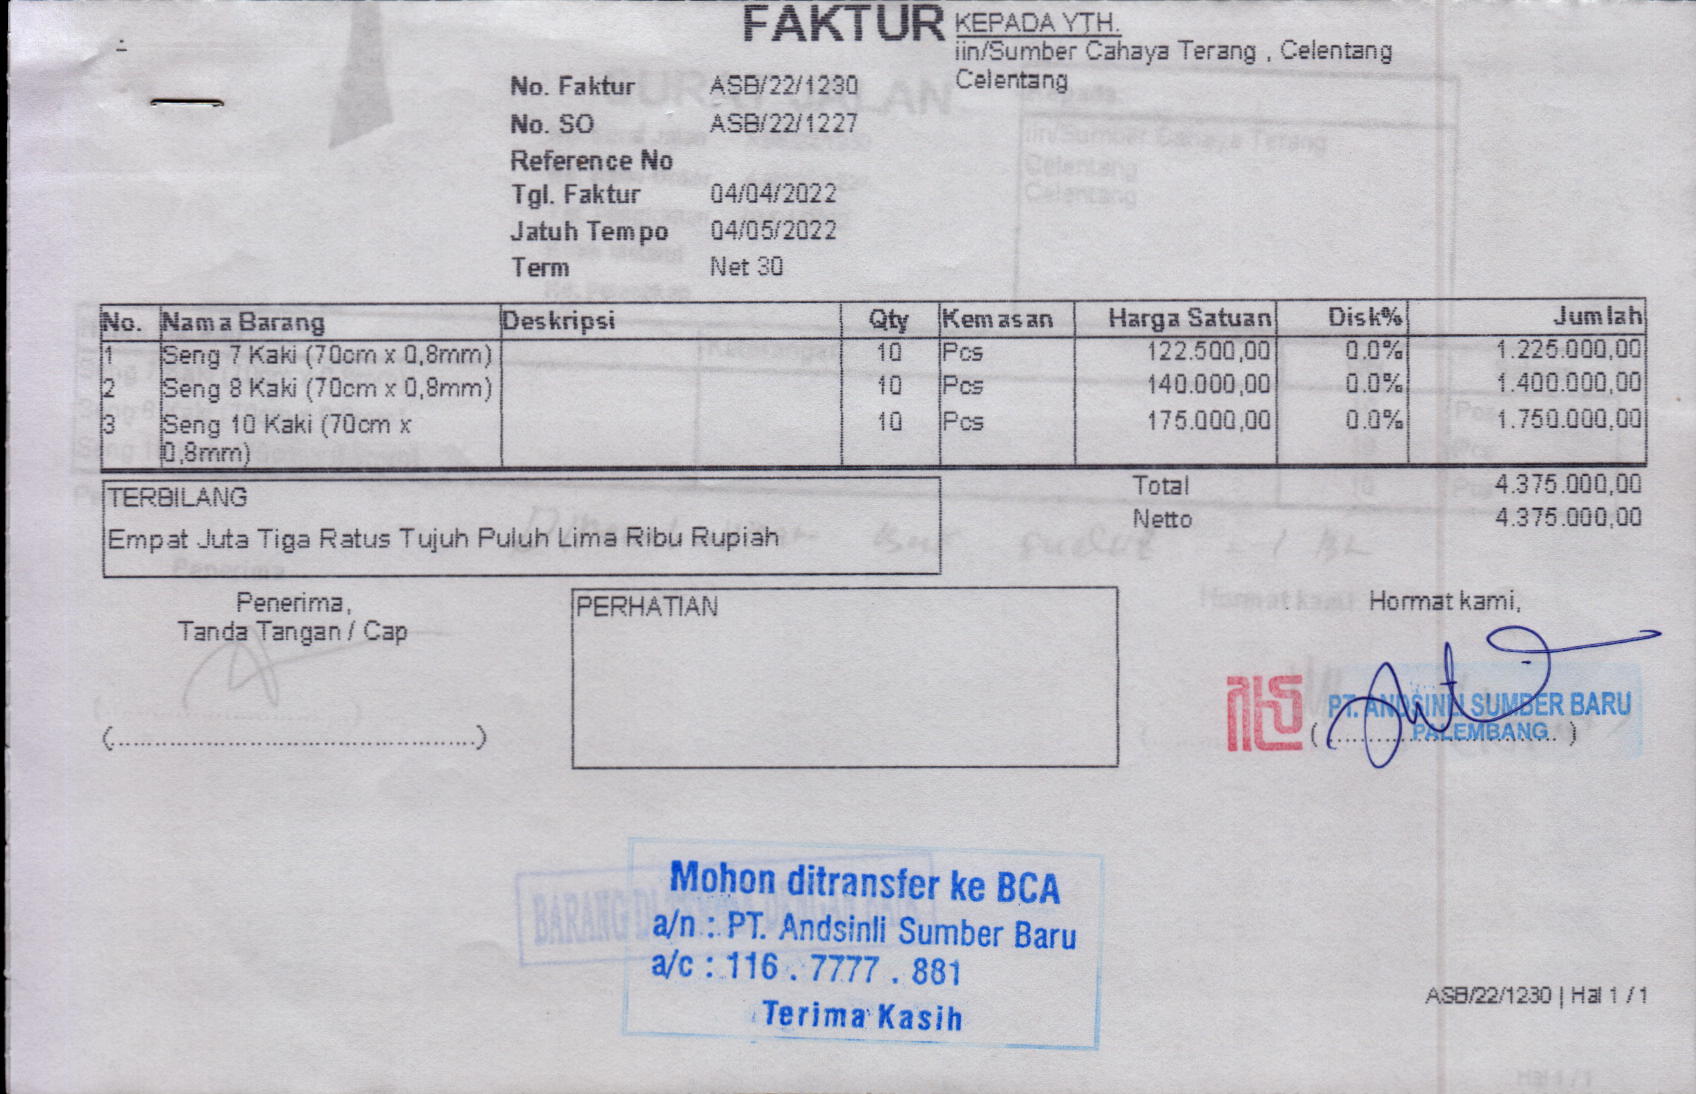 FAKTUR
KEPADA YTH.
iin/Sumber Cahaya Terang , Celentang
Celentang
No. Faktur ASB/22/1230
No. SO ASB/22/1227
Reference No
Tgl. Faktur 04/04/2022
Jatuh Tempo 04/05/2022
Term Net 30
No. Nama Barang Deskripsi Qty Kemasan Harga Satuan Disk% Jumlah
1 Seng 7 Kaki (70cm x 0,8mm) 10 Pcs 122.500,00 0.0% 1.225.000,00
2 Seng 8 Kaki (70cm x 0,8mm) 10 Pcs 140.000,00 0.0% 1.400.000,00
3 Seng 10 Kaki (70cm x 10 Pcs 175.000,00 0.0% 1.750.000,00
0,8mm)
TERBILANG
Empat Juta Tiga Ratus Tujuh Puluh Lima Ribu Rupiah
Total 4.375.000,00
Netto 4.375.000,00
Penerima,
Tanda Tangan / Cap
PERHATIAN
Hormat kami,
PT. ANDSINLI SUMBER BARU
PALEMBANG
Mohon ditransfer ke BCA
a/n : PT. Andsinli Sumber Baru
a/c : 116 . 7777 . 881
Terima Kasih
ASB/22/1230 | Hal 1 / 1